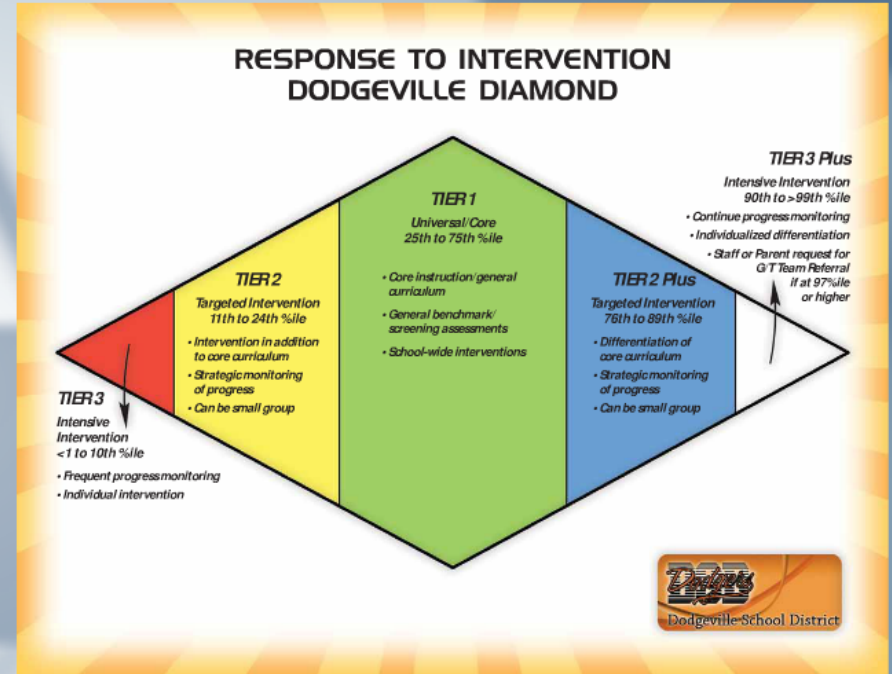 RESPONSE TO INTERVENTION
DODGEVILLE DIAMOND
TIER 3
Intensive
Intervention
<1 to 10th %ile
• Frequent progress monitoring
• Individual intervention
TIER 2
Targeted Intervention
11th to 24th %ile
• Intervention in addition
to core curriculum
• Strategic monitoring
of progress
• Can be small group
TIER 1
Universal/Core
25th to 75th %ile
• Core instruction/general
curriculum
• General benchmark/
screening assessments
• School-wide interventions
TIER 2 Plus
Targeted Intervention
76th to 89th %ile
• Differentiation of
core curriculum
• Strategic monitoring
of progress
• Can be small group
TIER 3 Plus
Intensive Intervention
90th to >99th %ile
• Continue progress monitoring
• Individualized differentiation
• Staff or Parent request for
G/T Team Referral
if at 97%ile
or higher
Dodgers
Dodgeville School District